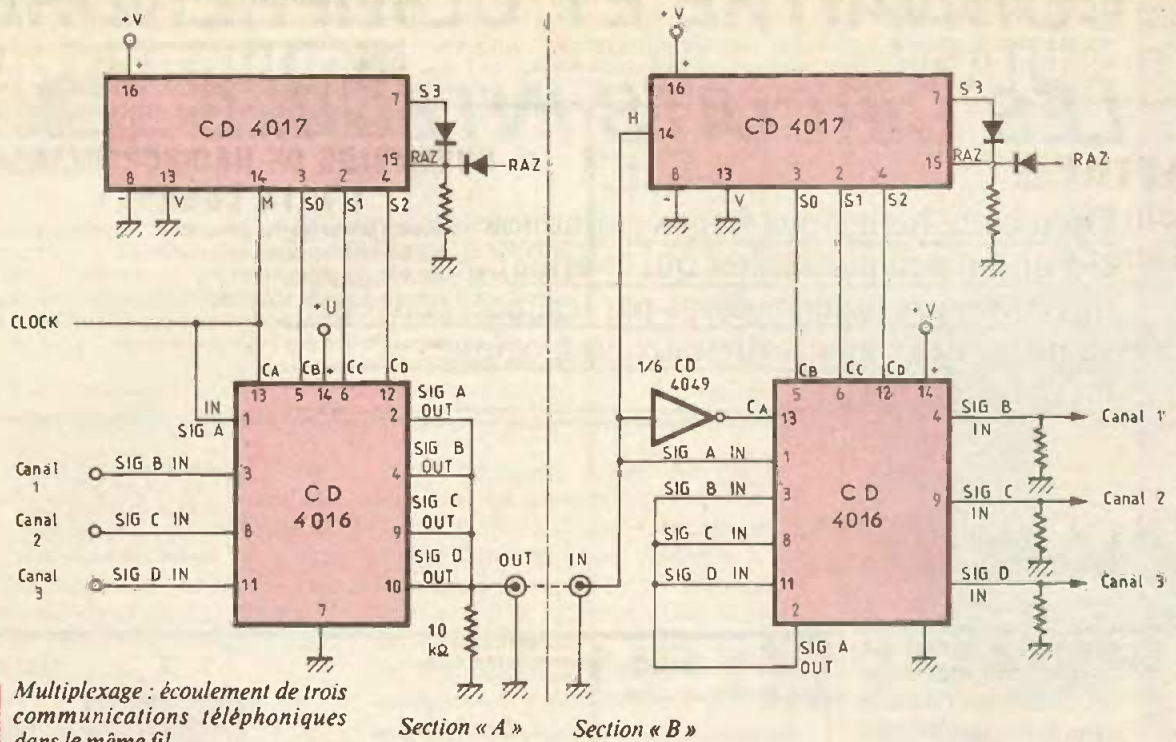 +V
+
16
CD 4017
7
S3
15
RAZ
RAZ
8
13
14
3
2
4
-
V
M
S0
S1
S2
CLOCK
+U
CA
CB
+
CC
CD
13
5
14
6
12
IN
SIG A
1
SIG A
OUT
2
Canal
1
SIG B IN
3
SIG B
OUT
4
Canal
2
SIG C IN
8
CD
4016
SIG C
OUT
9
Canal
3
SIG D IN
11
SIG D
OUT
10
7
10
kΩ
OUT
IN
Multiplexage : écoulement de trois
communications téléphoniques
dans le même fil.
Section « A »
Section « B »
+V
+
16
H
14
CD 4017
7
S3
15
RAZ
RAZ
8
13
3
2
4
-
V
S0
S1
S2
+V
1/6 CD
4049
CA
CB
CC
CD
+
5
6
12
14
13
SIG A IN
1
SIG B IN
3
SIG C IN
8
SIG D IN
11
CD
4016
2
SIG A
OUT
4
SIG B
IN
Canal 1
9
SIG C
IN
Canal 2
SIG D
IN
Canal 3